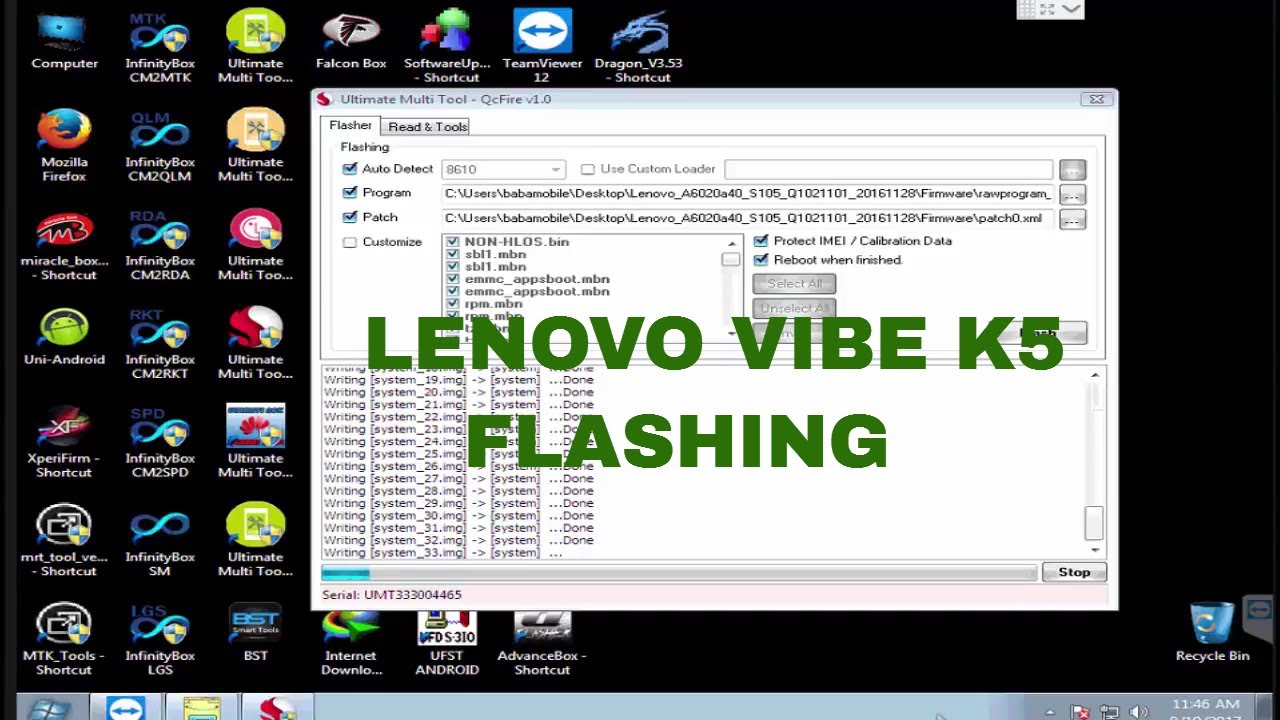 Computer
MTK
InfinityBox
CM2MTK
Ultimate
Multi Too...
Falcon Box
SoftwareUp...
- Shortcut
TeamViewer
12
Dragon_V3.53
- Shortcut
Mozilla
Firefox
QLM
InfinityBox
CM2QLM
Ultimate
Multi Too...
miracle_box...
- Shortcut
RDA
InfinityBox
CM2RDA
Ultimate
Multi Too...
Uni-Android
RKT
InfinityBox
CM2RKT
Ultimate
Multi Too...
XperiFirm -
Shortcut
SPD
InfinityBox
CM2SPD
Ultimate
Multi Too...
mrt_tool_ve...
- Shortcut
InfinityBox
SM
Ultimate
Multi Too...
MTK_Tools -
Shortcut
LGS
InfinityBox
LGS
BST
Smart Tools
BST
Internet
Downlo...
UFST
ANDROID
AdvanceBox -
Shortcut
Recycle Bin
Ultimate Multi Tool - QcFire v1.0
Flasher
Read & Tools
Flashing
Auto Detect
8610
Use Custom Loader
...
Program
C:\Users\babamobile\Desktop\Lenovo_A6020a40_S105_Q1021101_20161128\Firmware\rawprogram_
...
Patch
C:\Users\babamobile\Desktop\Lenovo_A6020a40_S105_Q1021101_20161128\Firmware\patch0.xml
...
Customize
NON-HLOS.bin
sbl1.mbn
sbl1.mbn
emmc_appsboot.mbn
emmc_appsboot.mbn
rpm.mbn
Protect IMEI / Calibration Data
Reboot when finished.
Select All
Unselect All
LENOVO VIBE K5
FLASHING
Writing [system_19.img] -> [system] ...Done
Writing [system_20.img] -> [system] ...Done
Writing [system_21.img] -> [system] ...Done
Writing [system_22.img] -> [system] ...Done
Writing [system_23.img]
Writing [system_24.img]
Writing [system_25.img]
Writing [system_26.img] -> [system] ...Done
Writing [system_27.img] -> [system] ...Done
Writing [system_28.img] -> [system] ...Done
Writing [system_29.img] -> [system] ...Done
Writing [system_30.img] -> [system] ...Done
Writing [system_31.img] -> [system] ...Done
Writing [system_32.img] -> [system] ...Done
Writing [system_33.img] -> [system] ...
Stop
Serial: UMT333004465
11:46 AM